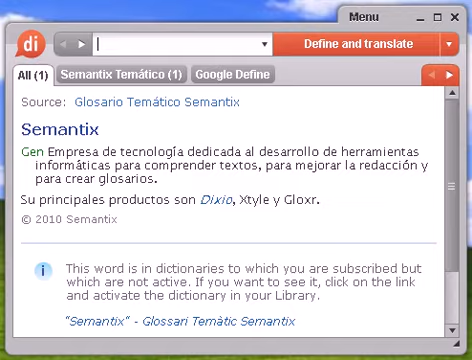 Menu
di
Define and translate
All (1)
Semantix Temático (1)
Google Define
Source: Glosario Temático Semantix
Semantix
Gen Empresa de tecnología dedicada al desarrollo de herramientas
informáticas para comprender textos, para mejorar la redacción y
para crear glosarios.
Su principales producto​s son Dixio, Xtyle y Gloxr.
© 2010 Semantix
i
This word is in dictionaries to which you are subscribed but
which are not active. If you want to see it, click on the link
and activate the dictionary in your Library.
"Semantix" - Glossari Temàtic Semantix